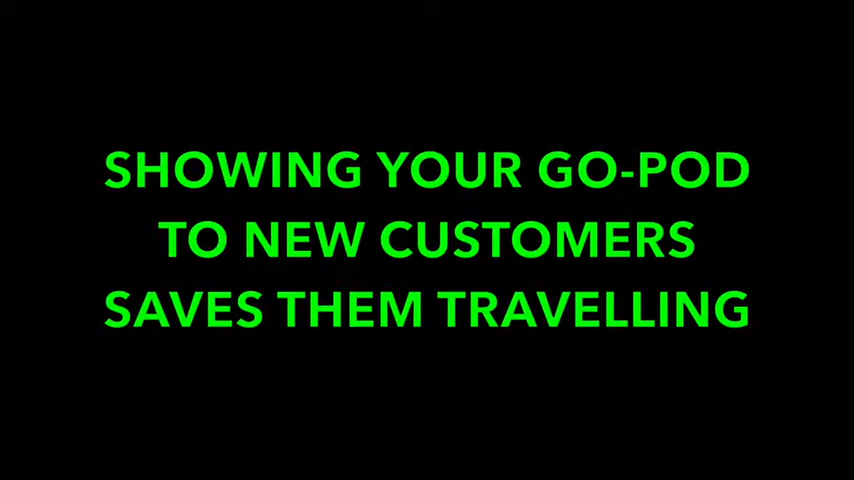 SHOWING YOUR GO-POD
TO NEW CUSTOMERS
SAVES THEM TRAVELLING